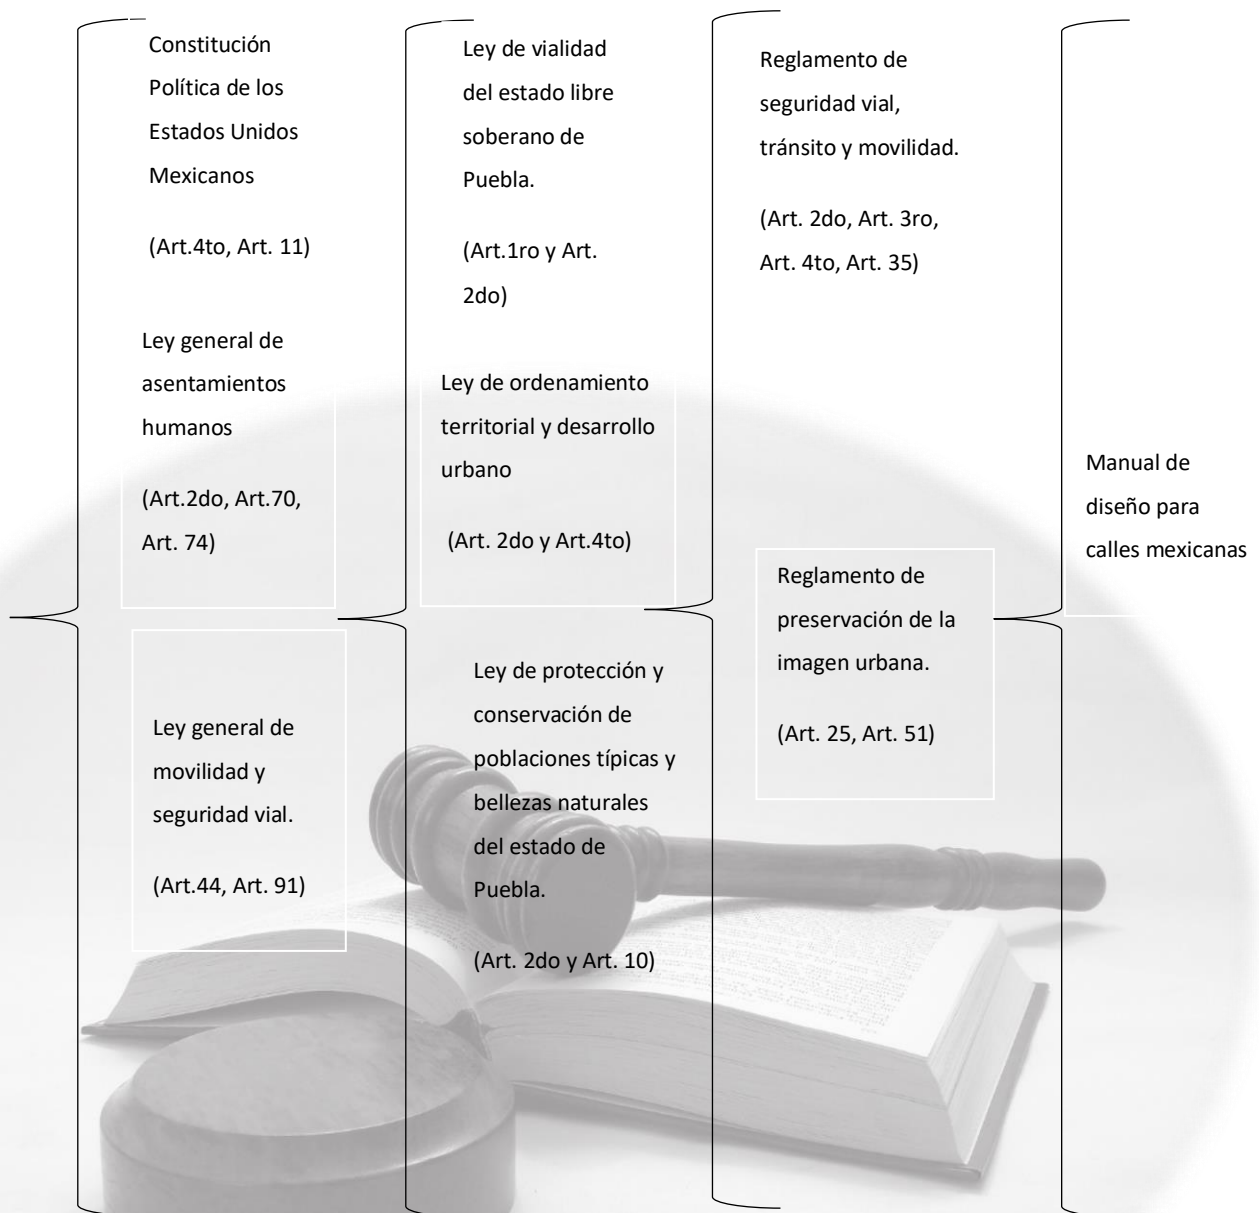 Constitución
Política de los
Estados Unidos
Mexicanos
(Art.4to, Art. 11)
Ley general de
asentamientos
humanos
(Art.2do, Art.70,
Art. 74)
Ley general de
movilidad y
seguridad vial.
(Art.44, Art. 91)
Ley de vialidad
del estado libre
soberano de
Puebla.
(Art.1ro y Art.
2do)
Ley de ordenamiento
territorial y desarrollo
urbano
(Art. 2do y Art.4to)
Ley de protección y
conservación de
poblaciones típicas y
bellezas naturales
del estado de
Puebla.
(Art. 2do y Art. 10)
Reglamento de
seguridad vial,
tránsito y movilidad.
(Art. 2do, Art. 3ro,
Art. 4to, Art. 35)
Reglamento de
preservación de la
imagen urbana.
(Art. 25, Art. 51)
Manual de
diseño para
calles mexicanas